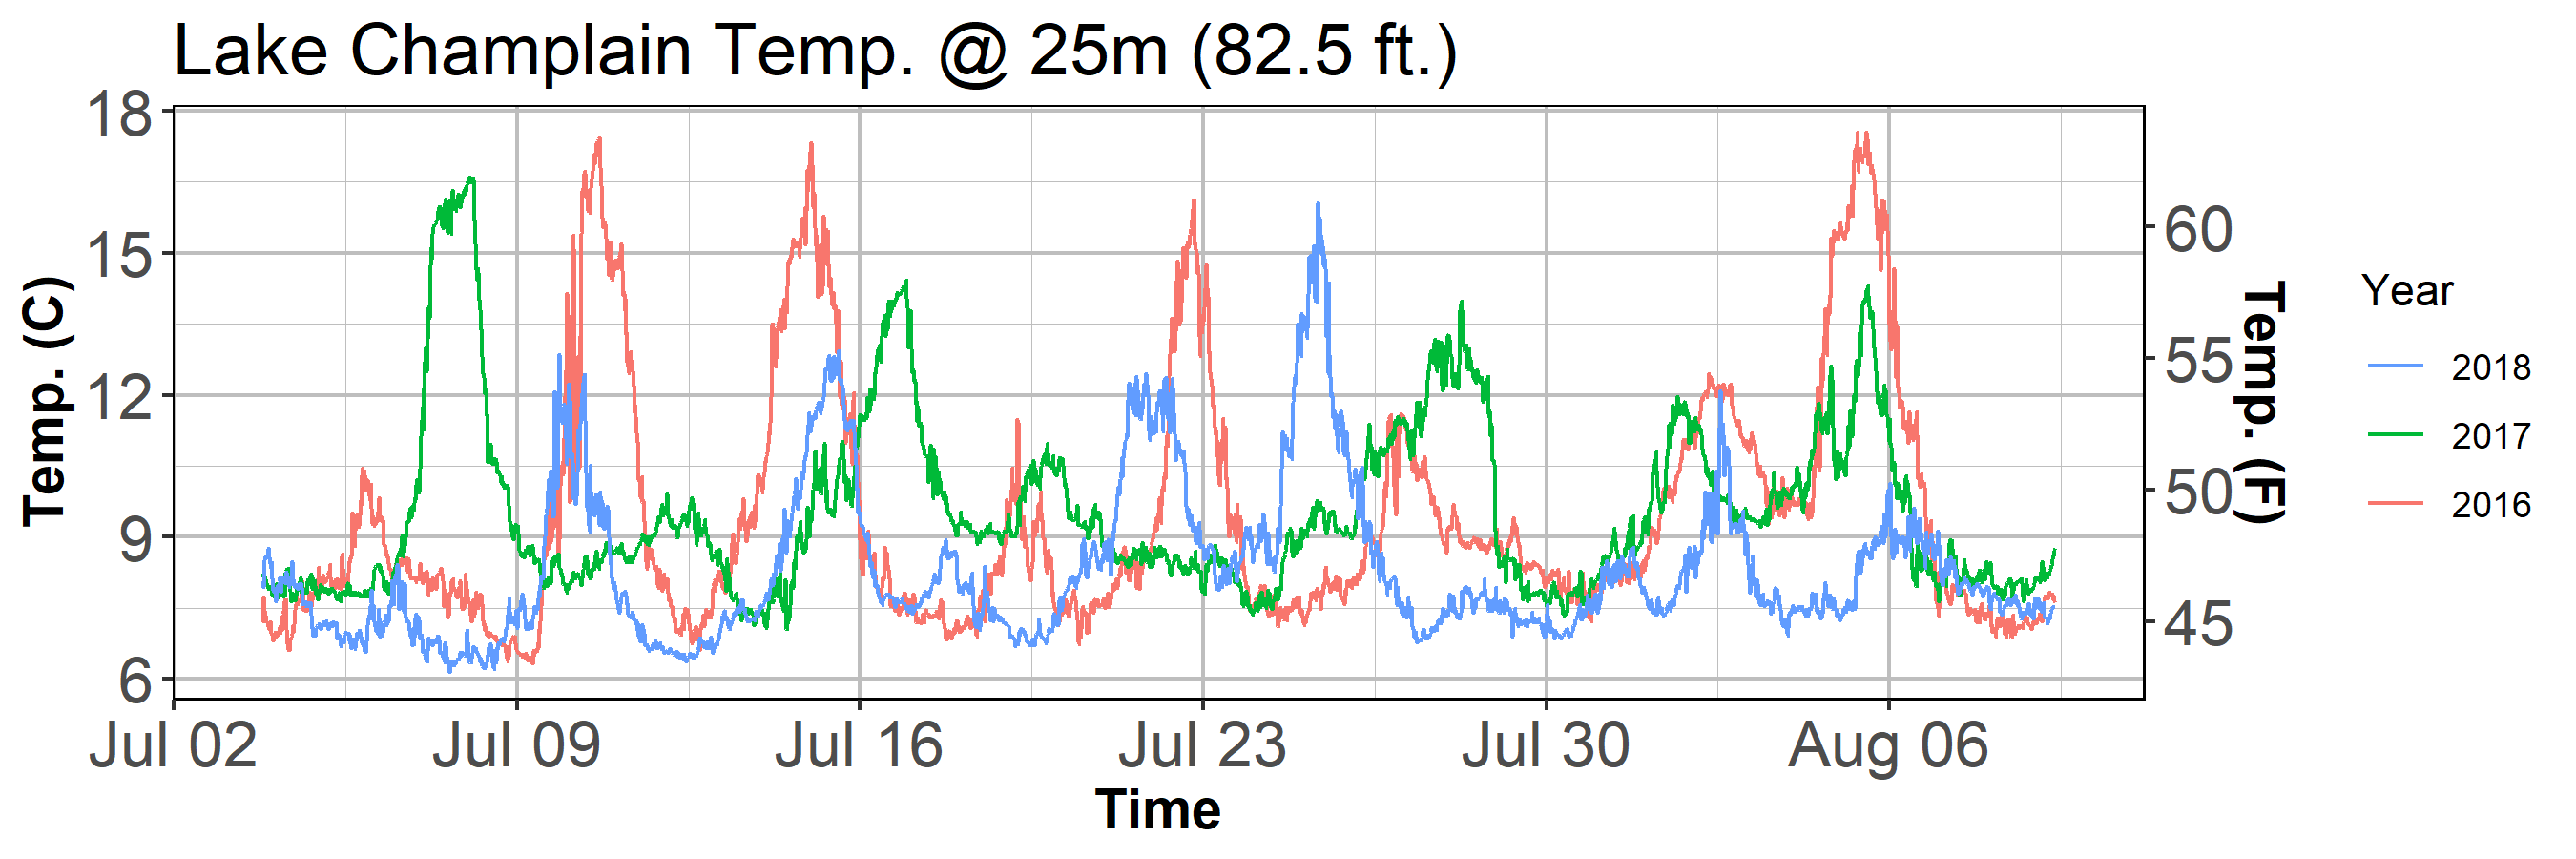 Lake Champlain Temp. @ 25m (82.5 ft.)
18
15
12
9
6
Temp. (C)
60
55
50
45
Temp. (F)
Jul 02 Jul 09 Jul 16 Jul 23 Jul 30 Aug 06
Time
Year
2018
2017
2016